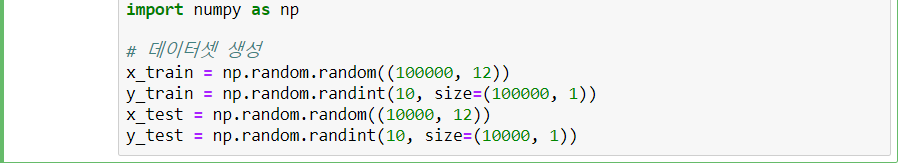 import numpy as np
# 데이터셋 생성
x_train = np.random.random((100000, 12))
y_train = np.random.randint(10, size=(100000, 1))
x_test = np.random.random((10000, 12))
y_test = np.random.randint(10, size=(10000, 1))